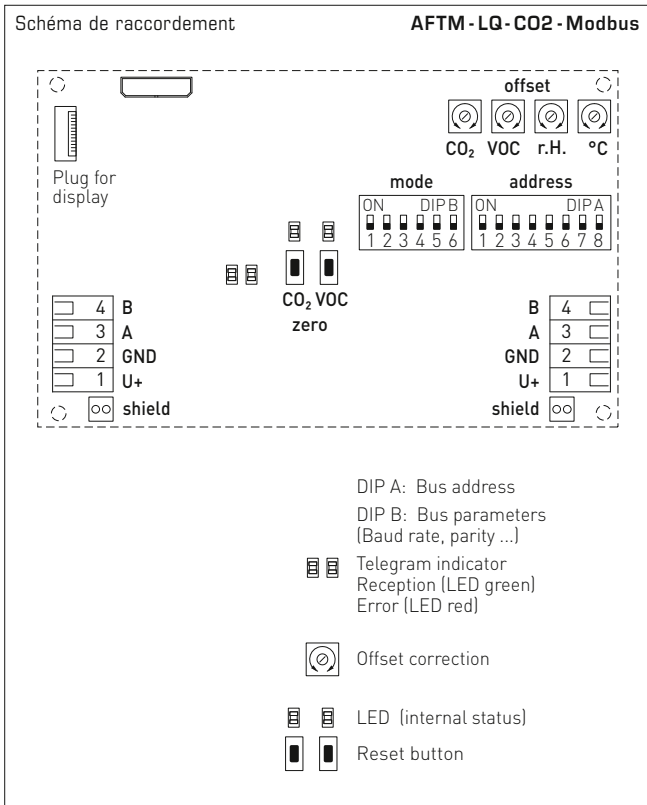 Schéma de raccordement AFTM-LQ-CO2-Modbus
offset
CO₂ VOC r.H. °C
Plug for
display
mode address
ON DIP B ON DIP A
1 2 3 4 5 6 1 2 3 4 5 6 7 8
CO₂ VOC
zero
4 B
3 A
2 GND
1 U+
shield
B 4
A 3
GND 2
U+ 1
shield
DIP A: Bus address
DIP B: Bus parameters
(Baud rate, parity ...)
Telegram indicator
Reception (LED green)
Error (LED red)
Offset correction
LED (internal status)
Reset button